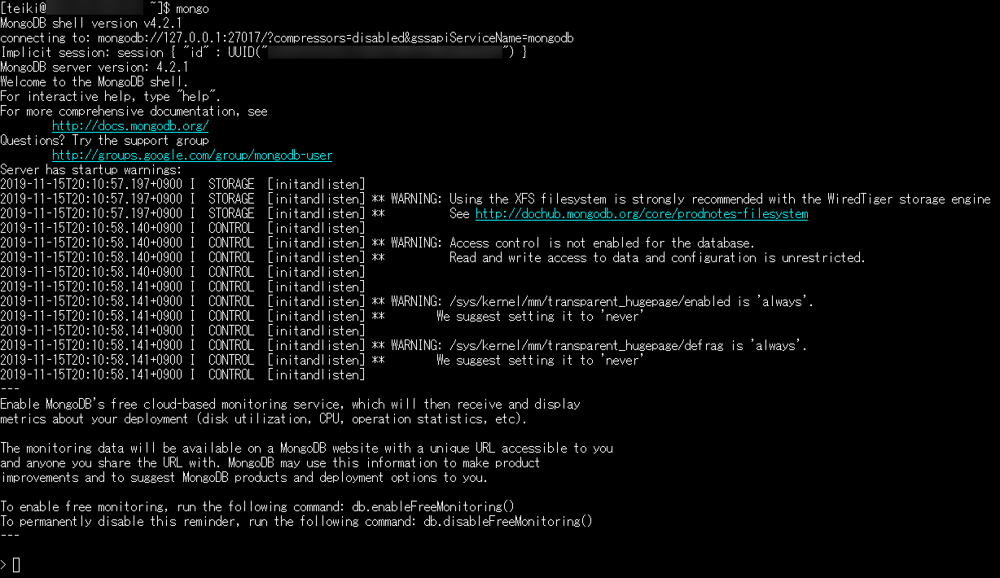 [teiki@ ~]$ mongo
MongoDB shell version v4.2.1
connecting to: mongodb://127.0.0.1:27017/?compressors=disabled&gssapiServiceName=mongodb
Implicit session: session { "id" : UUID("") }
MongoDB server version: 4.2.1
Welcome to the MongoDB shell.
For interactive help, type "help".
For more comprehensive documentation, see
http://docs.mongodb.org/
Questions? Try the support group
http://groups.google.com/group/mongodb-user
Server has startup warnings:
2019-11-15T20:10:57.197+0900 I  STORAGE  [initandlisten]
2019-11-15T20:10:57.197+0900 I  STORAGE  [initandlisten] ** WARNING: Using the XFS filesystem is strongly recommended with the WiredTiger storage engine
2019-11-15T20:10:57.197+0900 I  STORAGE  [initandlisten] **          See http://dochub.mongodb.org/core/prodnotes-filesystem
2019-11-15T20:10:58.140+0900 I  CONTROL  [initandlisten]
2019-11-15T20:10:58.140+0900 I  CONTROL  [initandlisten] ** WARNING: Access control is not enabled for the database.
2019-11-15T20:10:58.140+0900 I  CONTROL  [initandlisten] **          Read and write access to data and configuration is unrestricted.
2019-11-15T20:10:58.140+0900 I  CONTROL  [initandlisten]
2019-11-15T20:10:58.141+0900 I  CONTROL  [initandlisten]
2019-11-15T20:10:58.141+0900 I  CONTROL  [initandlisten] ** WARNING: /sys/kernel/mm/transparent_hugepage/enabled is 'always'.
2019-11-15T20:10:58.141+0900 I  CONTROL  [initandlisten] **        We suggest setting it to 'never'
2019-11-15T20:10:58.141+0900 I  CONTROL  [initandlisten]
2019-11-15T20:10:58.141+0900 I  CONTROL  [initandlisten] ** WARNING: /sys/kernel/mm/transparent_hugepage/defrag is 'always'.
2019-11-15T20:10:58.141+0900 I  CONTROL  [initandlisten] **        We suggest setting it to 'never'
2019-11-15T20:10:58.141+0900 I  CONTROL  [initandlisten]
---
Enable MongoDB's free cloud-based monitoring service, which will then receive and display
metrics about your deployment (disk utilization, CPU, operation statistics, etc).

The monitoring data will be available on a MongoDB website with a unique URL accessible to you
and anyone you share the URL with. MongoDB may use this information to make product
improvements and to suggest MongoDB products and deployment options to you.

To enable free monitoring, run the following command: db.enableFreeMonitoring()
To permanently disable this reminder, run the following command: db.disableFreeMonitoring()
---

>